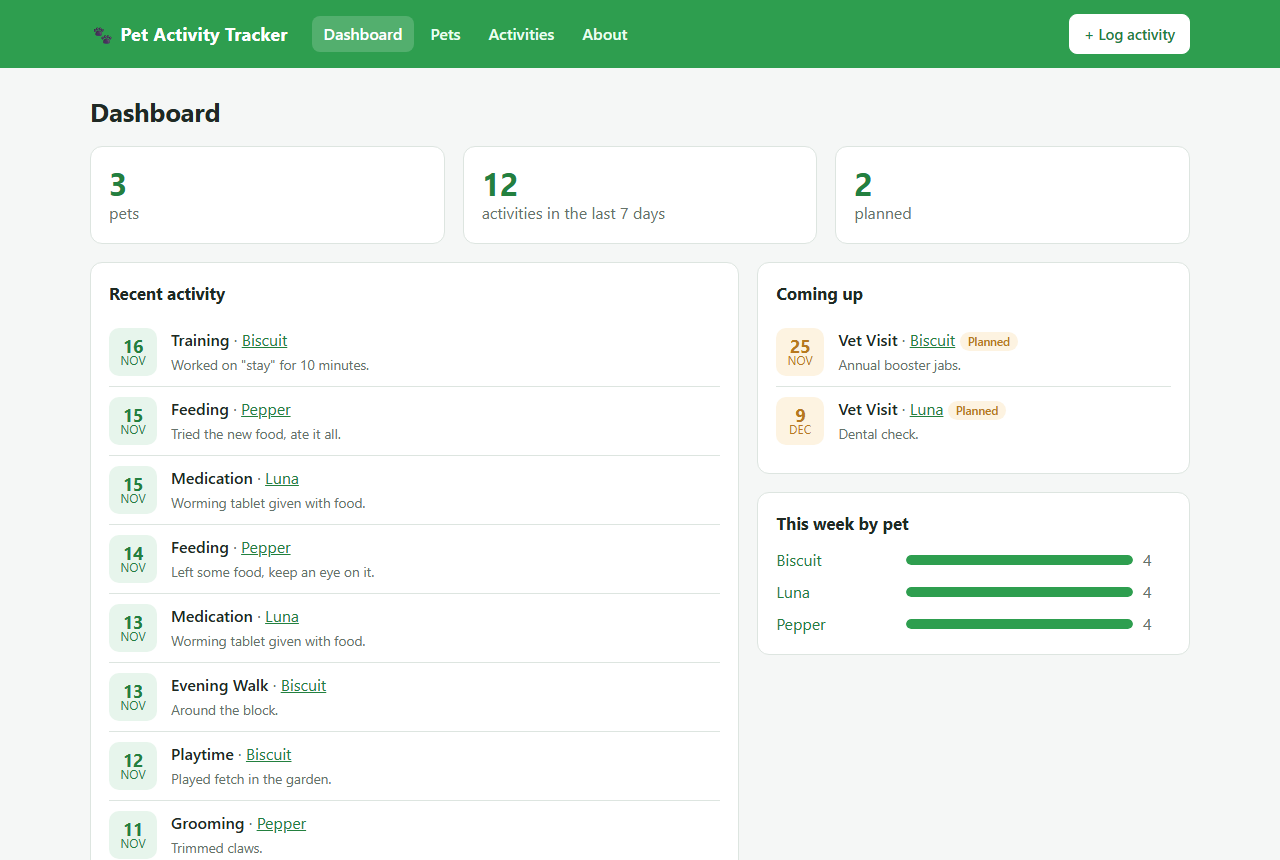 Pet Activity Tracker
Dashboard
Pets
Activities
About
+ Log activity
Dashboard
3
pets
12
activities in the last 7 days
2
planned
Recent activity
16
NOV
Training · Biscuit
Worked on "stay" for 10 minutes.
15
NOV
Feeding · Pepper
Tried the new food, ate it all.
15
NOV
Medication · Luna
Worming tablet given with food.
14
NOV
Feeding · Pepper
Left some food, keep an eye on it.
13
NOV
Medication · Luna
Worming tablet given with food.
13
NOV
Evening Walk · Biscuit
Around the block.
12
NOV
Playtime · Biscuit
Played fetch in the garden.
11
NOV
Grooming · Pepper
Trimmed claws.
Coming up
25
NOV
Vet Visit · Biscuit Planned
Annual booster jabs.
9
DEC
Vet Visit · Luna Planned
Dental check.
This week by pet
Biscuit 4
Luna 4
Pepper 4